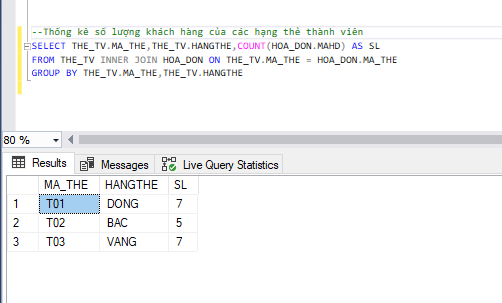 --Thống kê số lượng khách hàng của các hạng thẻ thành viên
SELECT THE_TV.MA_THE,THE_TV.HANGTHE,COUNT(HOA_DON.MAHD) AS SL
FROM THE_TV INNER JOIN HOA_DON ON THE_TV.MA_THE = HOA_DON.MA_THE
GROUP BY THE_TV.MA_THE,THE_TV.HANGTHE
80 %
Results Messages Live Query Statistics
MA_THE HANGTHE SL
1 T01 DONG 7
2 T02 BAC 5
3 T03 VANG 7